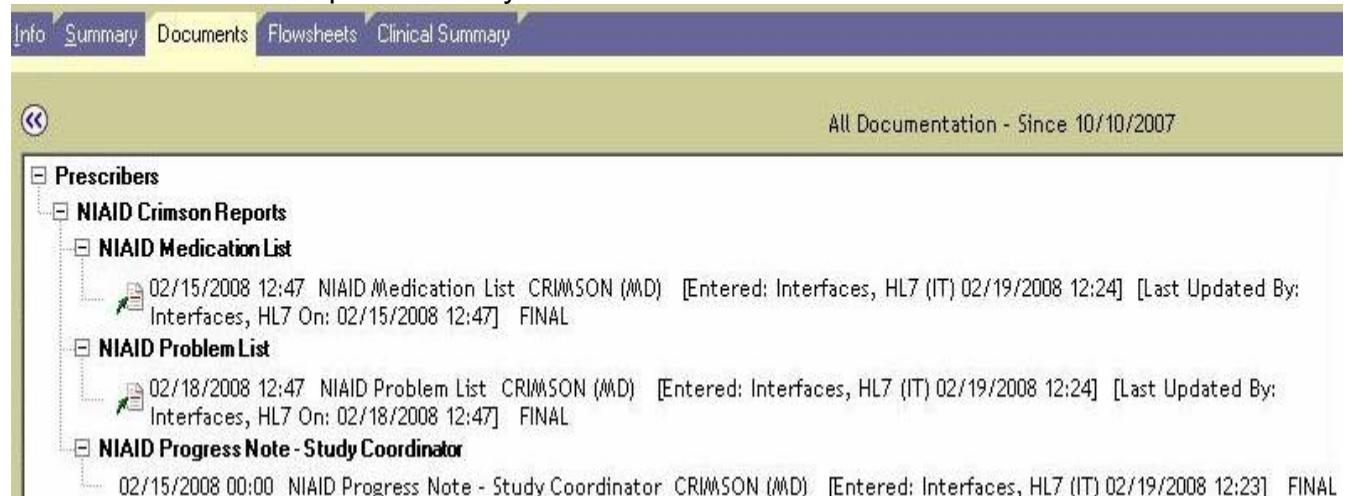 Info Summary Documents Flowsheets Clinical Summary
All Documentation - Since 10/10/2007
Prescribers
NIAID Crimson Reports
NIAID Medication List
02/15/2008 12:47 NIAID Medication List CRIMSON (MD) [Entered: Interfaces, HL7 (IT) 02/19/2008 12:24] [Last Updated By:
Interfaces, HL7 On: 02/15/2008 12:47] FINAL
NIAID Problem List
02/18/2008 12:47 NIAID Problem List CRIMSON (MD) [Entered: Interfaces, HL7 (IT) 02/19/2008 12:24] [Last Updated By:
Interfaces, HL7 On: 02/18/2008 12:47] FINAL
NIAID Progress Note - Study Coordinator
02/15/2008 00:00 NIAID Progress Note - Study Coordinator CRIMSON (MD) [Entered: Interfaces, HL7 (IT) 02/19/2008 12:23] FINAL